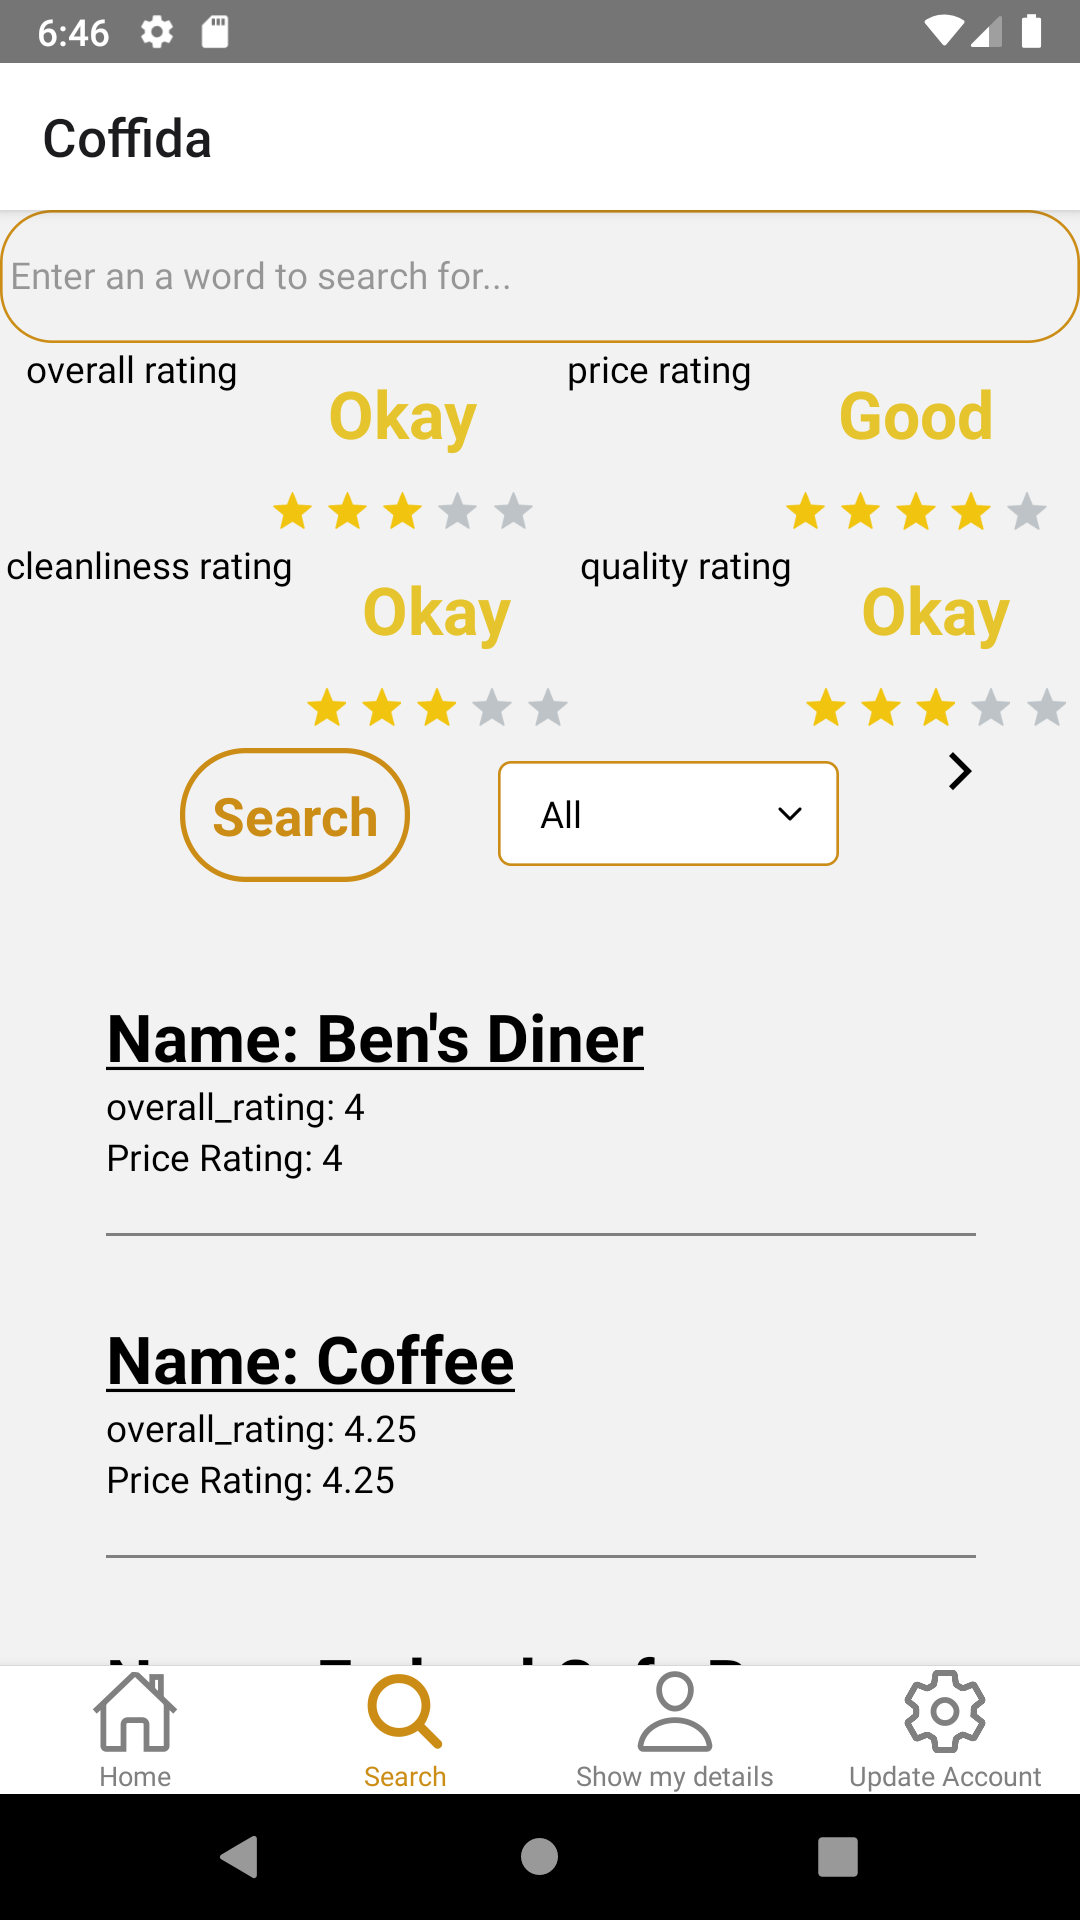 6:46
Coffida
Enter an a word to search for...
overall rating
Okay
price rating
Good
cleanliness rating
Okay
quality rating
Okay
Search
All
Name: Ben's Diner
overall_rating: 4
Price Rating: 4
Name: Coffee
overall_rating: 4.25
Price Rating: 4.25
Home
Search
Show my details
Update Account